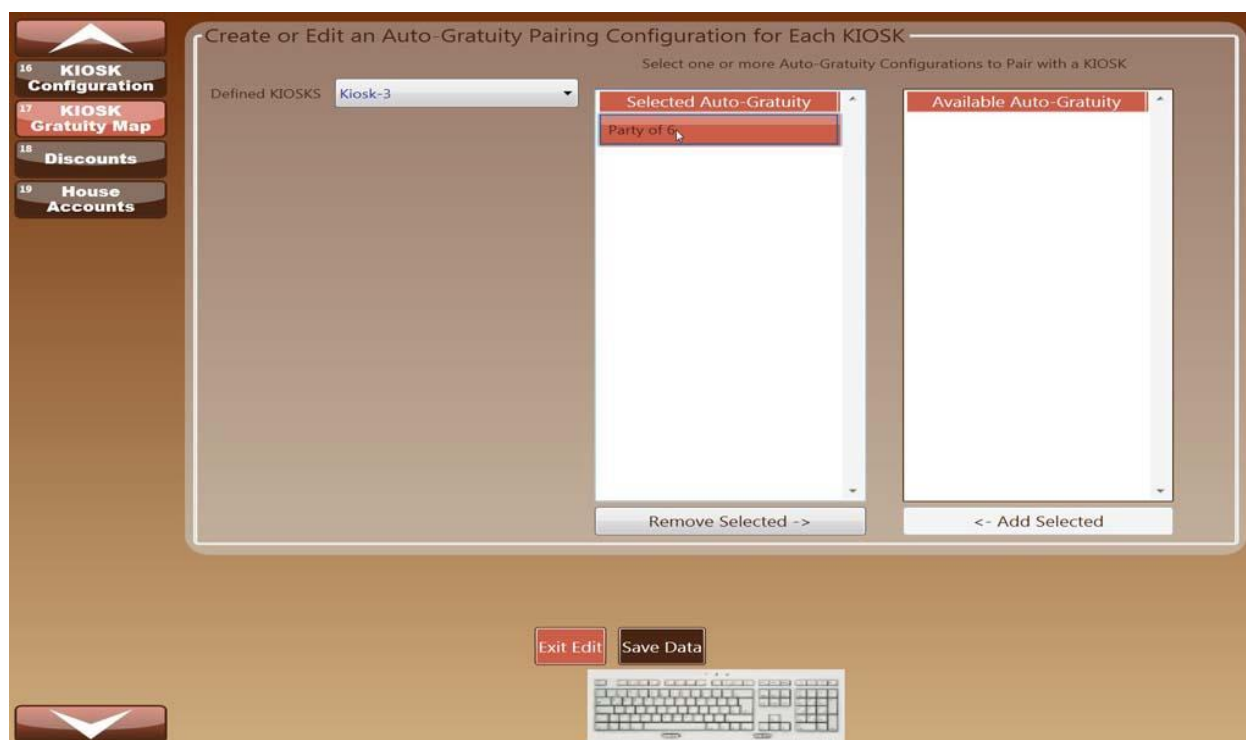 16 KIOSK
Configuration
17 KIOSK
Gratuity Map
18 Discounts
19 House
Accounts
Create or Edit an Auto-Gratuity Pairing Configuration for Each KIOSK
Select one or more Auto-Gratuity Configurations to Pair with a KIOSK
Defined KIOSKS Kiosk-3
Selected Auto-Gratuity
Party of 6
Remove Selected ->
Available Auto-Gratuity
<- Add Selected
Exit Edit
Save Data